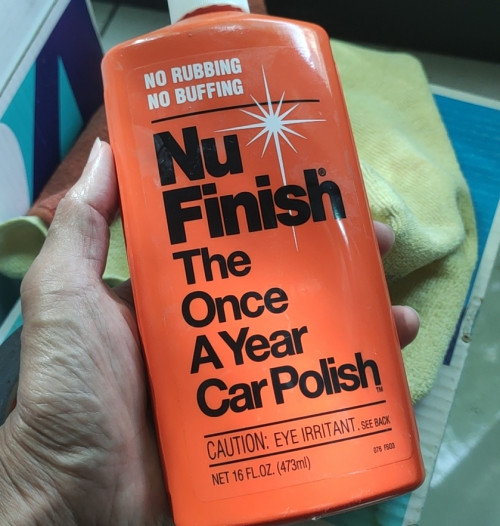 NO RUBBING
NO BUFFING
Nu
Finish®
The
Once
A Year
Car Polish™
CAUTION: EYE IRRITANT. SEE BACK
NET 16 FL.OZ. (473ml)